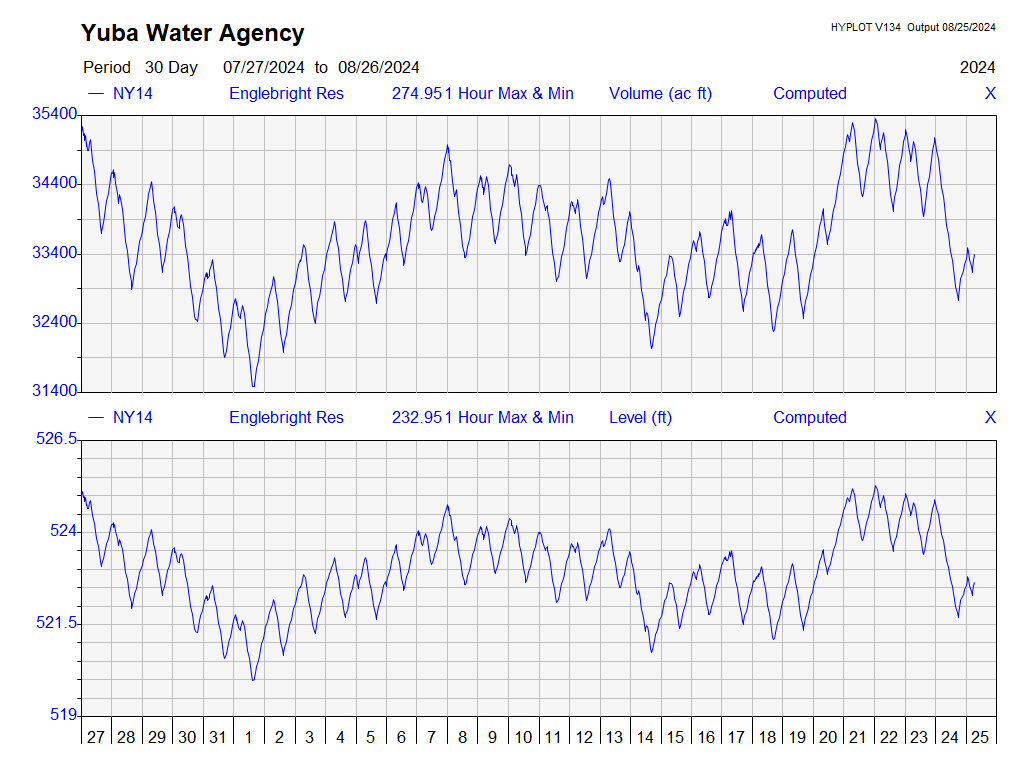 Yuba Water Agency
HYPLOT V134 Output 08/25/2024
Period 30 Day 07/27/2024 to 08/26/2024
2024
NY14 Englebright Res 274.951 Hour Max & Min Volume (ac ft) Computed X
35400
34400
33400
32400
31400
NY14 Englebright Res 232.951 Hour Max & Min Level (ft) Computed X
526.5
524
521.5
519
27 28 29 30 31 1 2 3 4 5 6 7 8 9 10 11 12 13 14 15 16 17 18 19 20 21 22 23 24 25